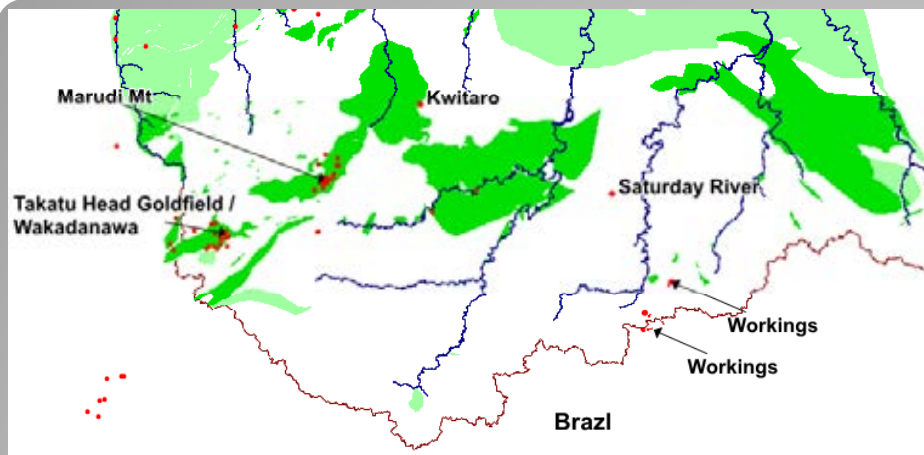 Marudi Mt
Kwitaro
Saturday River
Takatu Head Goldfield /
Wakadanawa
Workings
Workings
Brazl